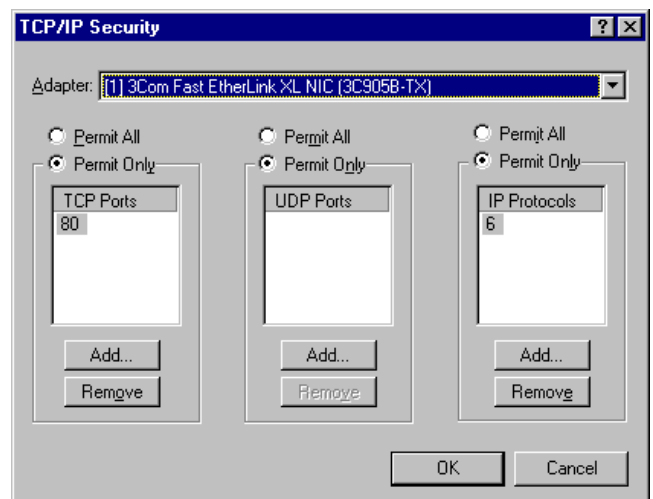 TCP/IP Security
Adapter: [1] 3Com Fast EtherLink XL NIC (3C905B-TX)
Permit All Permit All Permit All
Permit Only Permit Only Permit Only
TCP Ports UDP Ports IP Protocols
80 6
Add... Add... Add...
Remove Remove Remove
OK Cancel